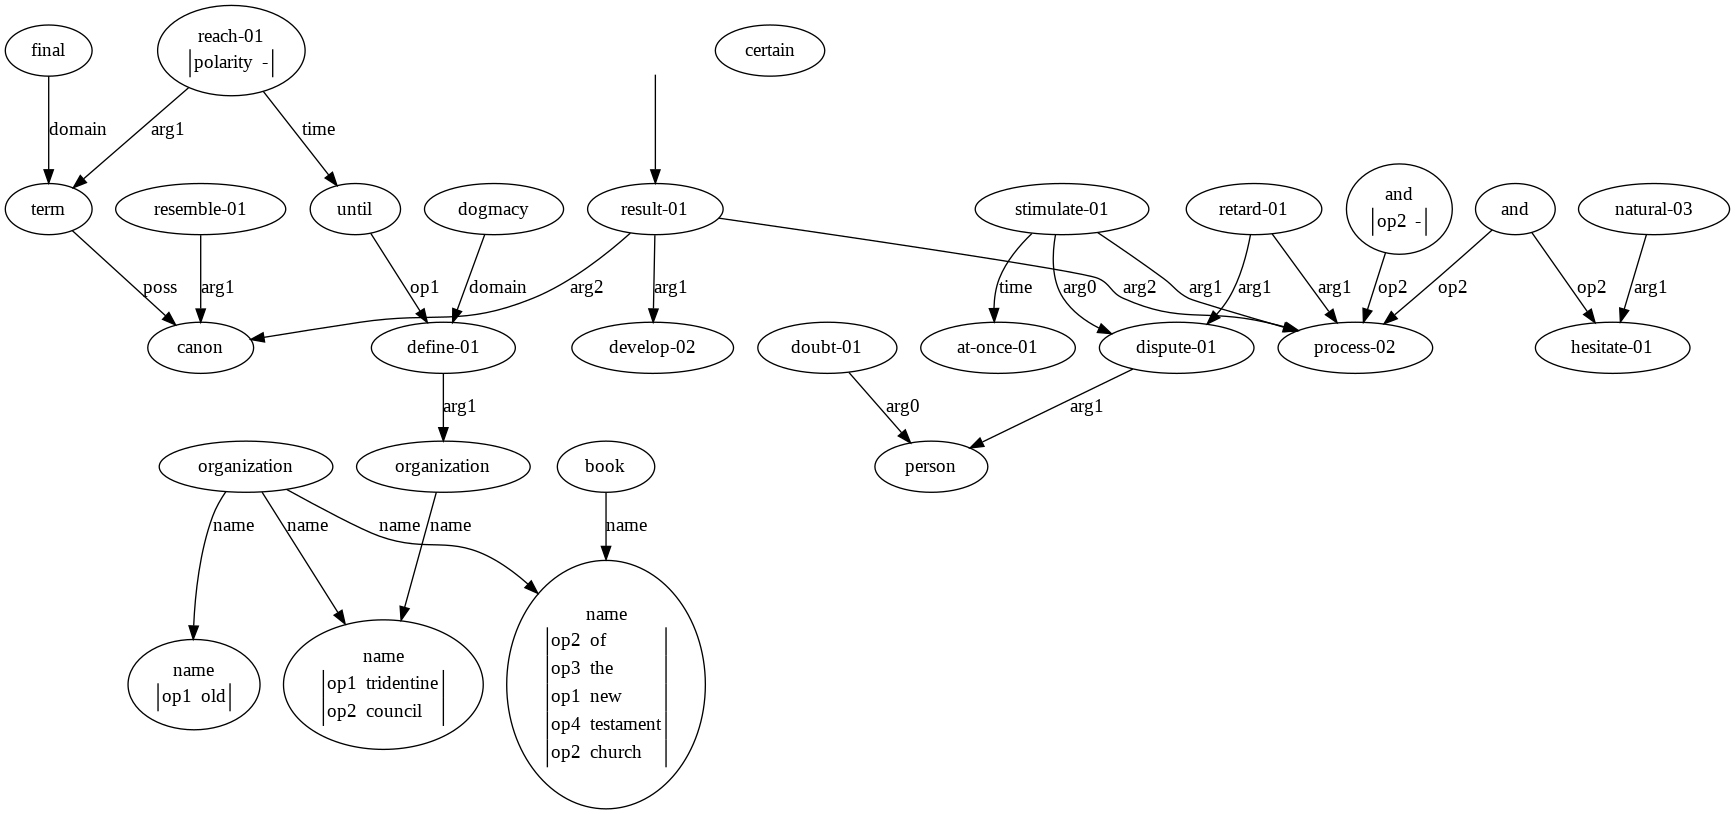 final
reach-01
polarity -
certain
domain
arg1
time
term
resemble-01
until
dogmacy
result-01
stimulate-01
retard-01
and
op2 -
and
natural-03
poss
arg1
op1
domain
arg2
arg1
time
arg0
arg2
arg1
arg1
arg1
op2
op2
op2
arg1
canon
define-01
develop-02
doubt-01
at-once-01
dispute-01
process-02
hesitate-01
arg1
arg0
arg1
organization
organization
book
person
name
name
name
name
name
name
op1 old
name
op1 tridentine
op2 council
name
op2 of
op3 the
op1 new
op4 testament
op2 church